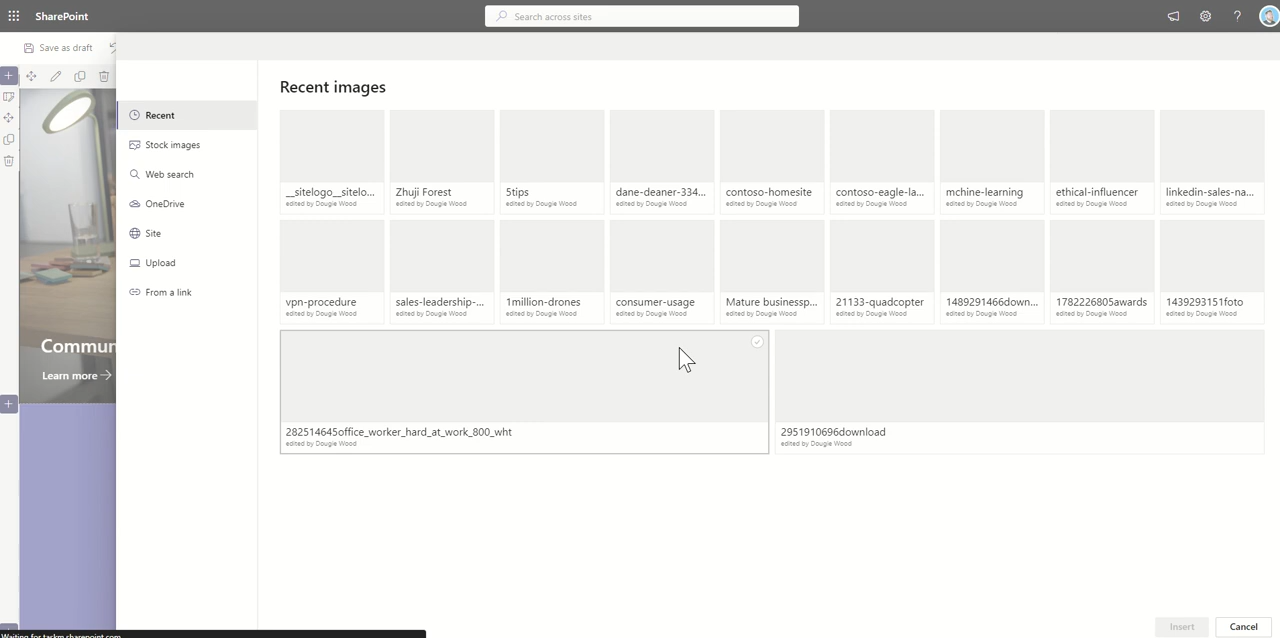 SharePoint
Search across sites
?
Save as draft
Recent images
Recent
Stock images
Web search
OneDrive
Site
Upload
From a link
__sitelogo__sitelo...
edited by Dougie Wood
Zhuji Forest
edited by Dougie Wood
5tips
edited by Dougie Wood
dane-deaner-334...
edited by Dougie Wood
contoso-homesite
edited by Dougie Wood
contoso-eagle-la...
edited by Dougie Wood
mchine-learning
edited by Dougie Wood
ethical-influencer
edited by Dougie Wood
linkedin-sales-na...
edited by Dougie Wood
vpn-procedure
edited by Dougie Wood
sales-leadership-...
edited by Dougie Wood
1million-drones
edited by Dougie Wood
consumer-usage
edited by Dougie Wood
Mature businessp...
edited by Dougie Wood
21133-quadcopter
edited by Dougie Wood
1489291466down...
edited by Dougie Wood
1782226805awards
edited by Dougie Wood
1439293151foto
edited by Dougie Wood
282514645office_worker_hard_at_work_800_wht
edited by Dougie Wood
2951910696download
edited by Dougie Wood
Commun
Learn more
Insert
Cancel
Waiting for taskm.sharepoint.com